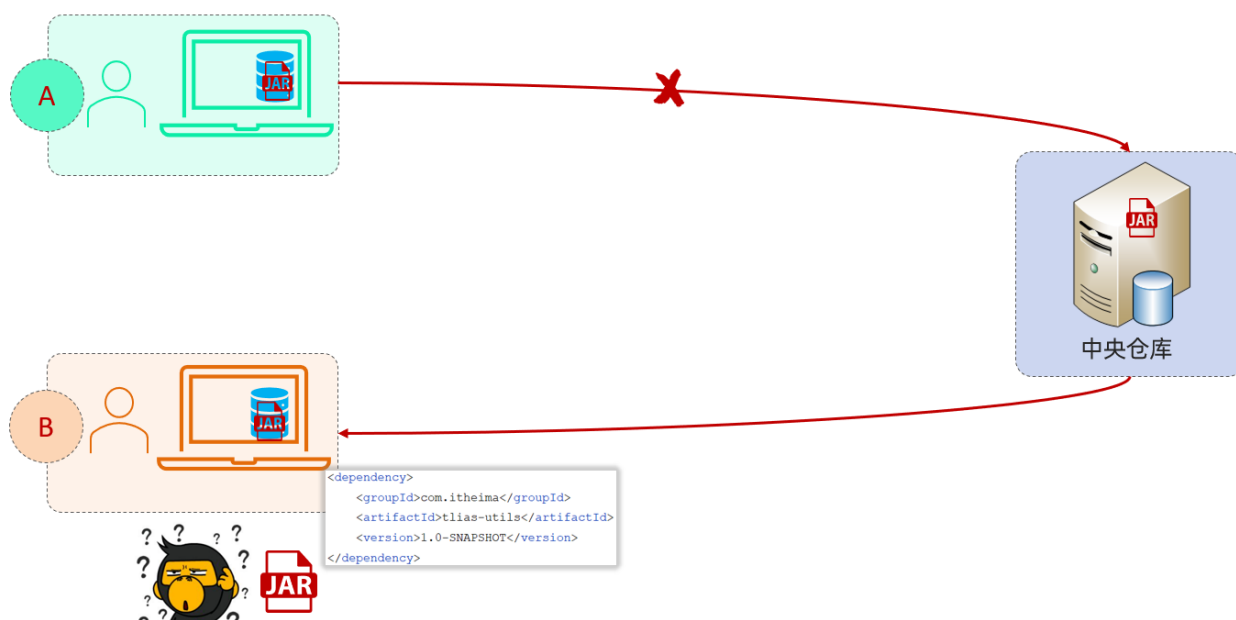 A
JAR
JAR
中央仓库
B
JAR
<dependency>
<groupId>com.itheima</groupId>
<artifactId>tlias-utils</artifactId>
<version>1.0-SNAPSHOT</version>
</dependency>
? ? ? ?
? ?
? ?
? ?
JAR